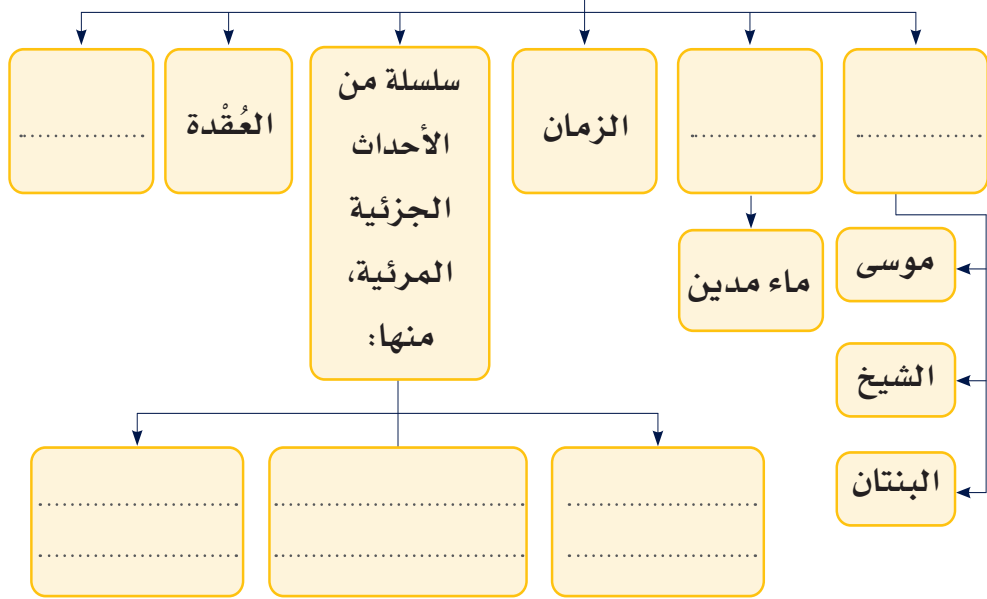 الزمان
سلسلة من
الأحداث
الجزئية
المرئية،
منها:
العُقْدة
ماء مدين
موسى
الشيخ
البنتان